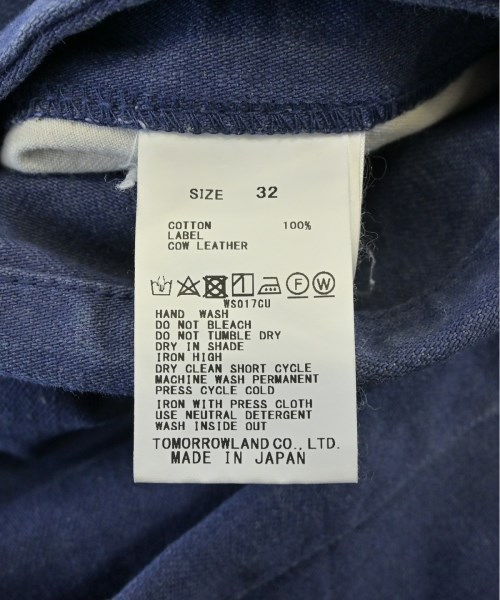 SIZE 32
COTTON 100%
LABEL
COW LEATHER
F W
WS017CU
HAND WASH
DO NOT BLEACH
DO NOT TUMBLE DRY
DRY IN SHADE
IRON HIGH
DRY CLEAN SHORT CYCLE
MACHINE WASH PERMANENT
PRESS CYCLE COLD
IRON WITH PRESS CLOTH
USE NEUTRAL DETERGENT
WASH INSIDE OUT
TOMORROWLAND CO., LTD.
MADE IN JAPAN